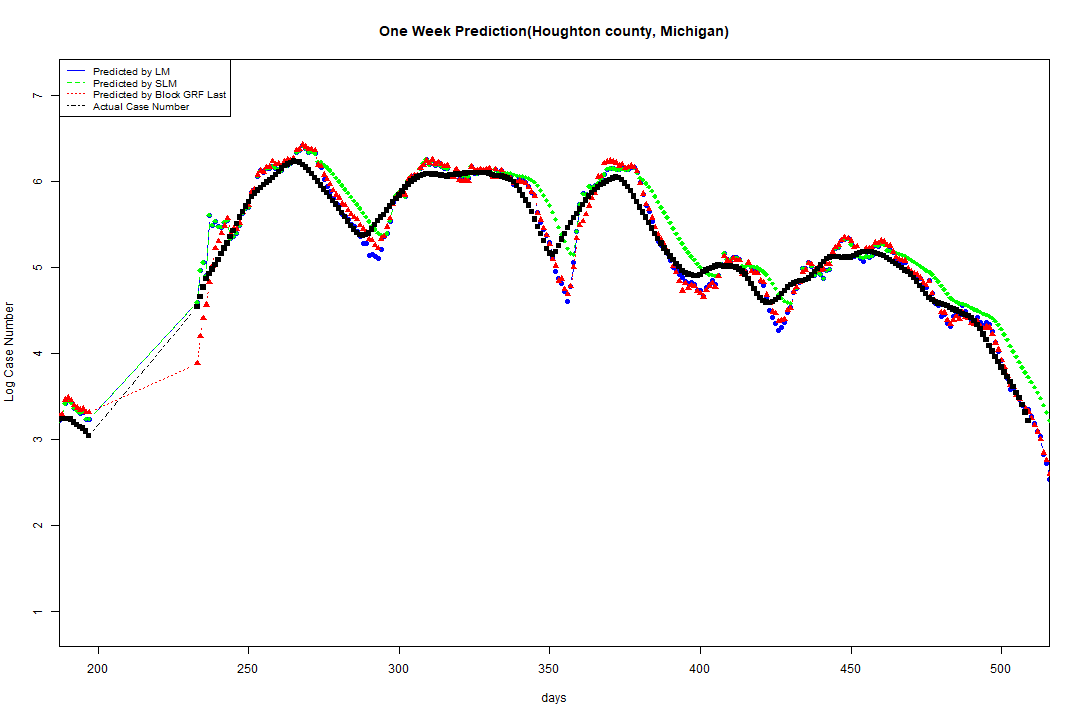 One Week Prediction(Houghton county, Michigan)
Predicted by LM
Predicted by SLM
Predicted by Block GRF Last
Actual Case Number
7
6
5
4
3
2
1
Log Case Number
200 250 300 350 400 450 500
days